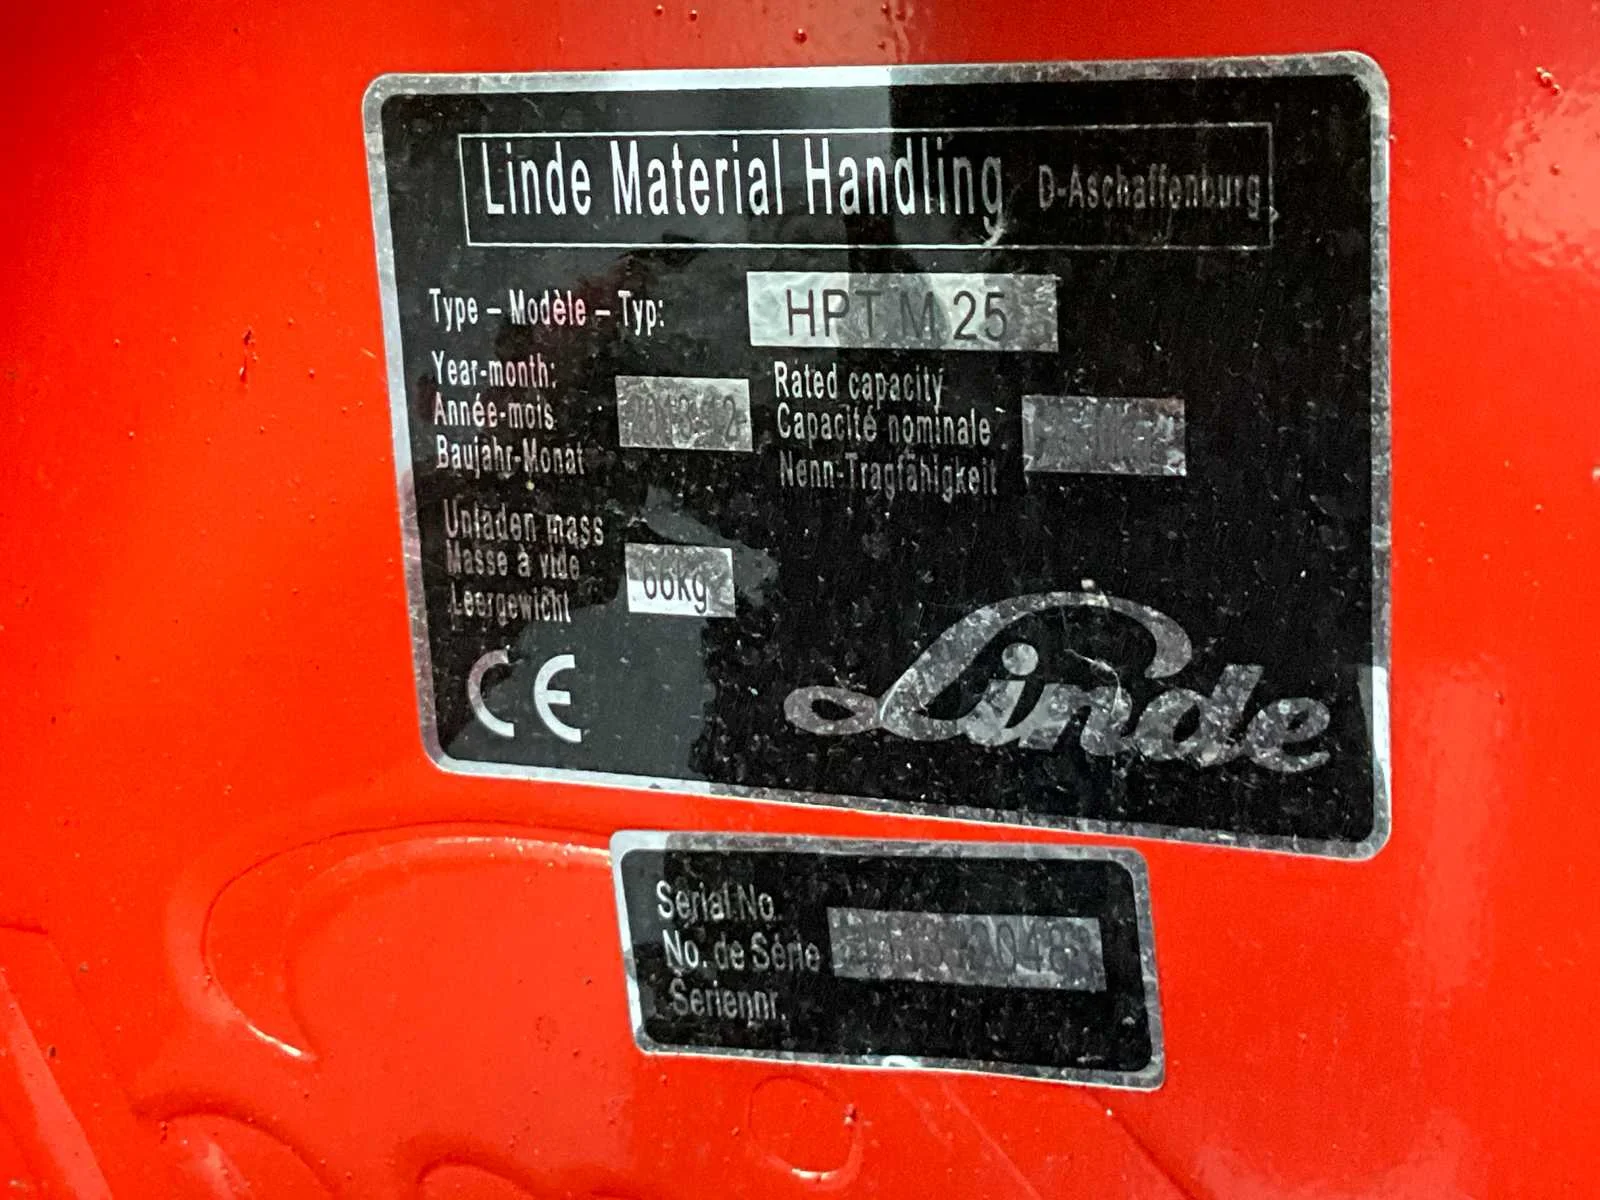 Linde Material Handling D-Aschaffenburg
Type – Modèle – Typ: HPT M 25
Year-month:
Année-mois
Baujahr-Monat
Rated capacity
Capacité nominale
Nenn-Tragfähigkeit
Unladen mass
Masse à vide
Leergewicht
66kg
CE
Linde
Serial No.
No. de Série
Seriennr.